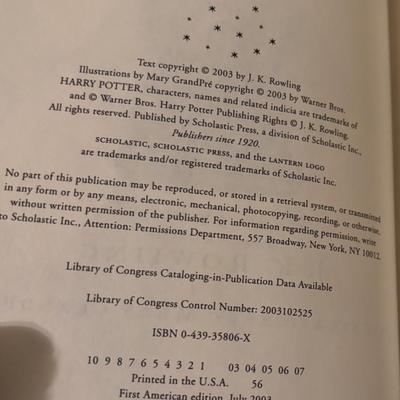 Text copyright © 2003 by J. K. Rowling
Illustrations by Mary GrandPré copyright © 2003 by Warner Bros.
HARRY POTTER, characters, names and related indicia are trademarks of
and © Warner Bros. Harry Potter Publishing Rights © J. K. Rowling.
All rights reserved. Published by Scholastic Press, a division of Scholastic Inc.,
Publishers since 1920.
SCHOLASTIC, SCHOLASTIC PRESS, and the LANTERN LOGO
are trademarks and/or registered trademarks of Scholastic Inc.
No part of this publication may be reproduced, or stored in a retrieval system, or transmitted
in any form or by any means, electronic, mechanical, photocopying, recording, or otherwise,
without written permission of the publisher. For information regarding permission, write
to Scholastic Inc., Attention: Permissions Department, 557 Broadway, New York, NY 10012.
Library of Congress Cataloging-in-Publication Data Available
Library of Congress Control Number: 2003102525
ISBN 0-439-35806-X
10 9 8 7 6 5 4 3 2 1 03 04 05 06 07
Printed in the U.S.A. 56
First American edition, July 2003